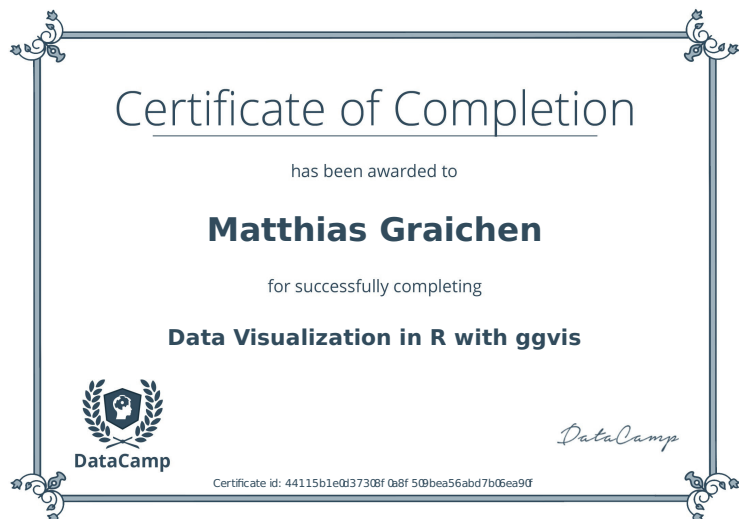 Certificate of Completion
has been awarded to
Matthias Graichen
for successfully completing
Data Visualization in R with ggvis
DataCamp
DataCamp
Certificate id: 44115b1e0d37308f0a8f509bea56abd7b06ea90f